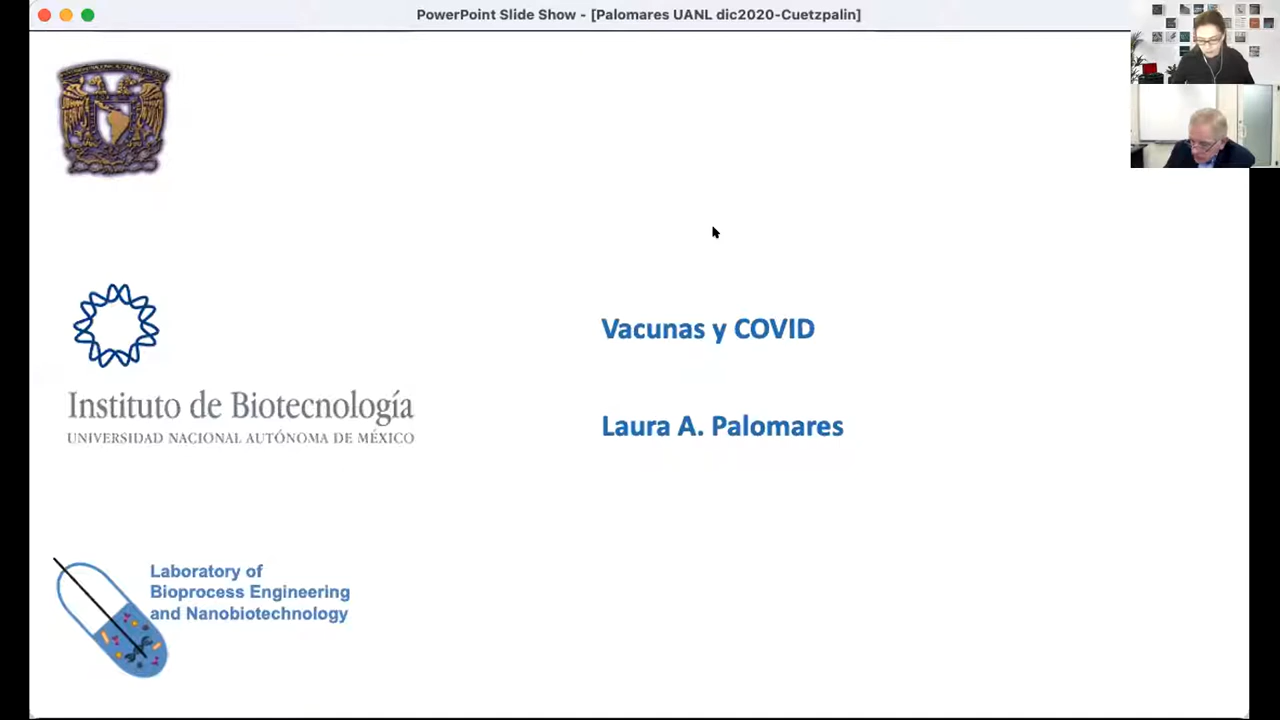 PowerPoint Slide Show - [Palomares UANL dic2020-Cuetzpalin]
Vacunas y COVID
Laura A. Palomares
Instituto de Biotecnología
UNIVERSIDAD NACIONAL AUTÓNOMA DE MÉXICO
Laboratory of
Bioprocess Engineering
and Nanobiotechnology